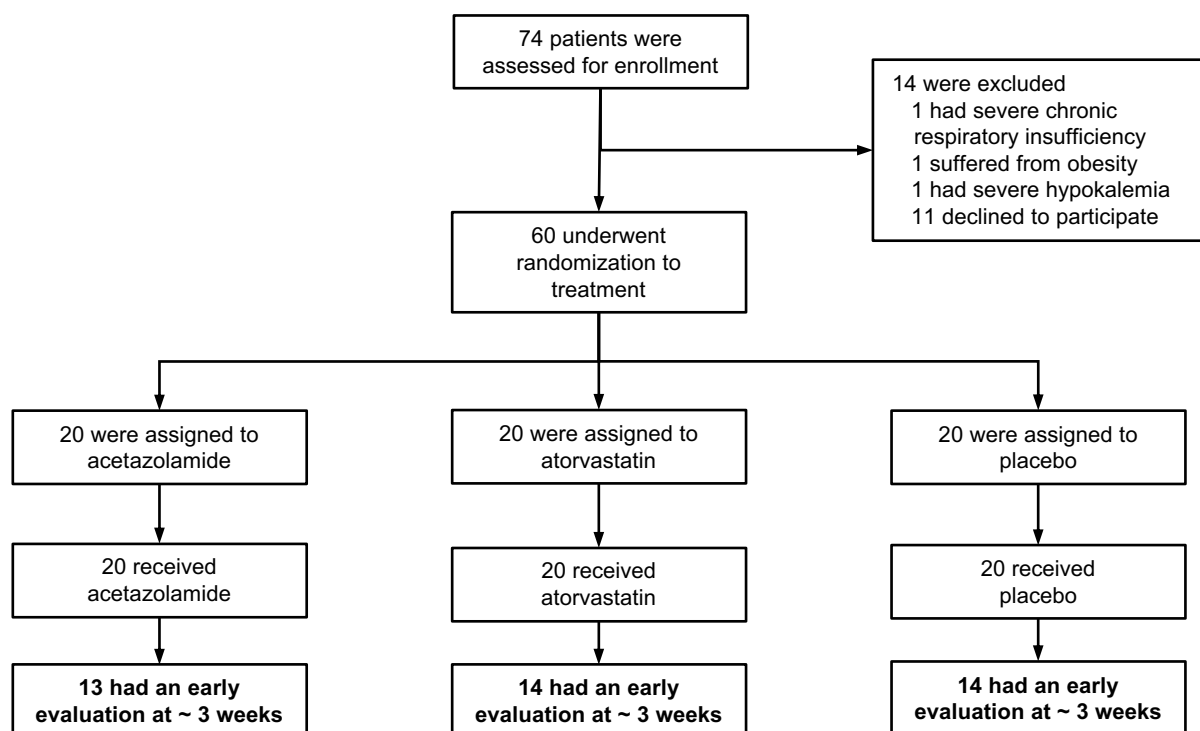 74 patients were
assessed for enrollment
14 were excluded
1 had severe chronic
respiratory insufficiency
1 suffered from obesity
1 had severe hypokalemia
11 declined to participate
60 underwent
randomization to
treatment
20 were assigned to
acetazolamide
20 were assigned to
atorvastatin
20 were assigned to
placebo
20 received
acetazolamide
20 received
atorvastatin
20 received
placebo
13 had an early
evaluation at ~ 3 weeks
14 had an early
evaluation at ~ 3 weeks
14 had an early
evaluation at ~ 3 weeks